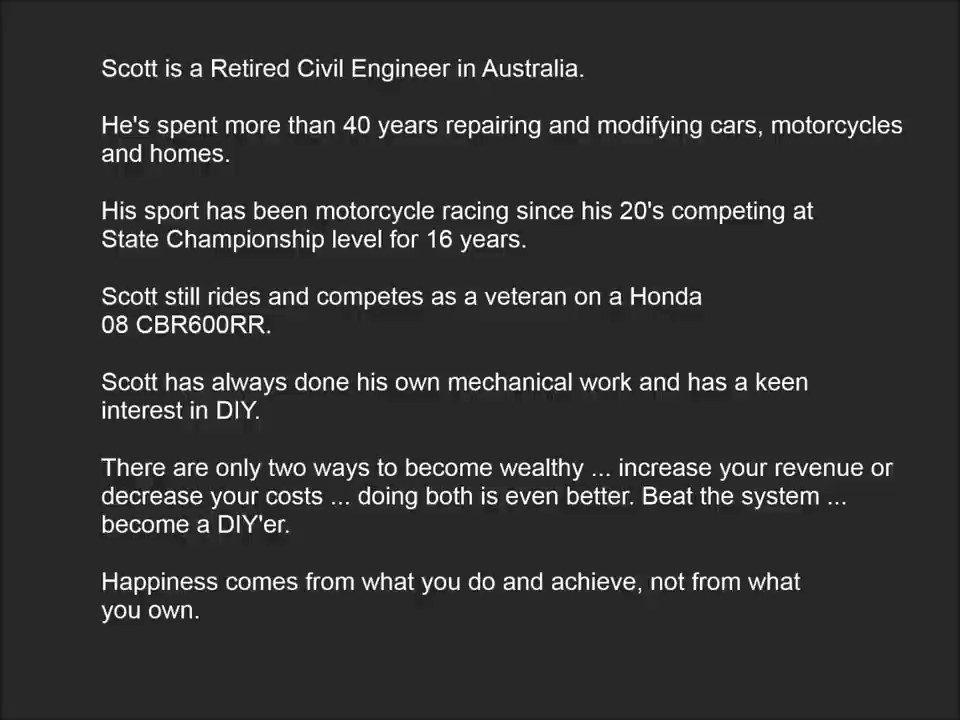 Scott is a Retired Civil Engineer in Australia.
He's spent more than 40 years repairing and modifying cars, motorcycles
and homes.
His sport has been motorcycle racing since his 20's competing at
State Championship level for 16 years.
Scott still rides and competes as a veteran on a Honda
08 CBR600RR.
Scott has always done his own mechanical work and has a keen
interest in DIY.
There are only two ways to become wealthy ... increase your revenue or
decrease your costs ... doing both is even better. Beat the system ...
become a DIY'er.
Happiness comes from what you do and achieve, not from what
you own.